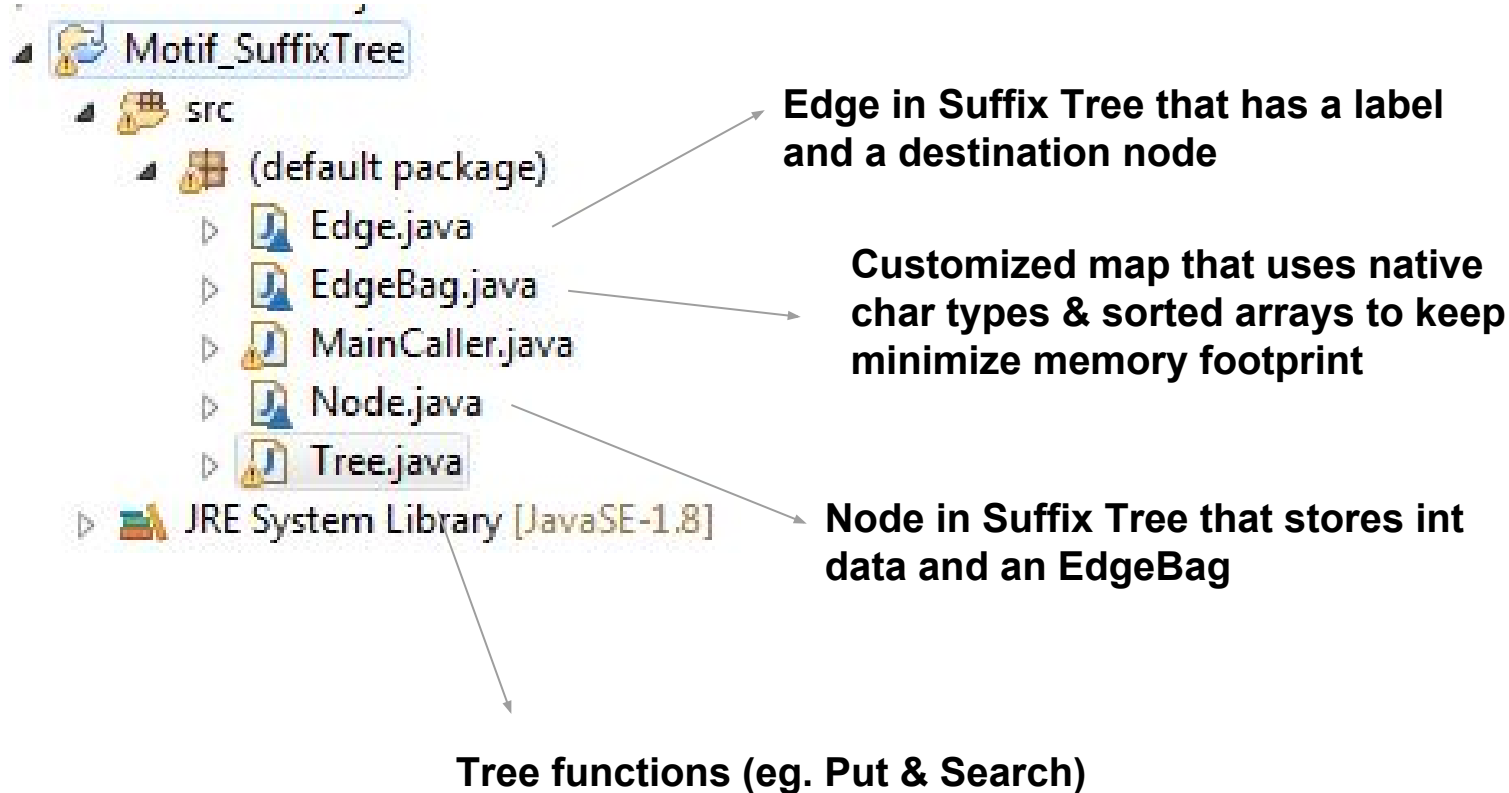 Motif_SuffixTree
src
(default package)
Edge.java
EdgeBag.java
MainCaller.java
Node.java
Tree.java
JRE System Library [JavaSE-1.8]
Edge in Suffix Tree that has a label
and a destination node
Customized map that uses native
char types & sorted arrays to keep
minimize memory footprint
Node in Suffix Tree that stores int
data and an EdgeBag
Tree functions (eg. Put & Search)